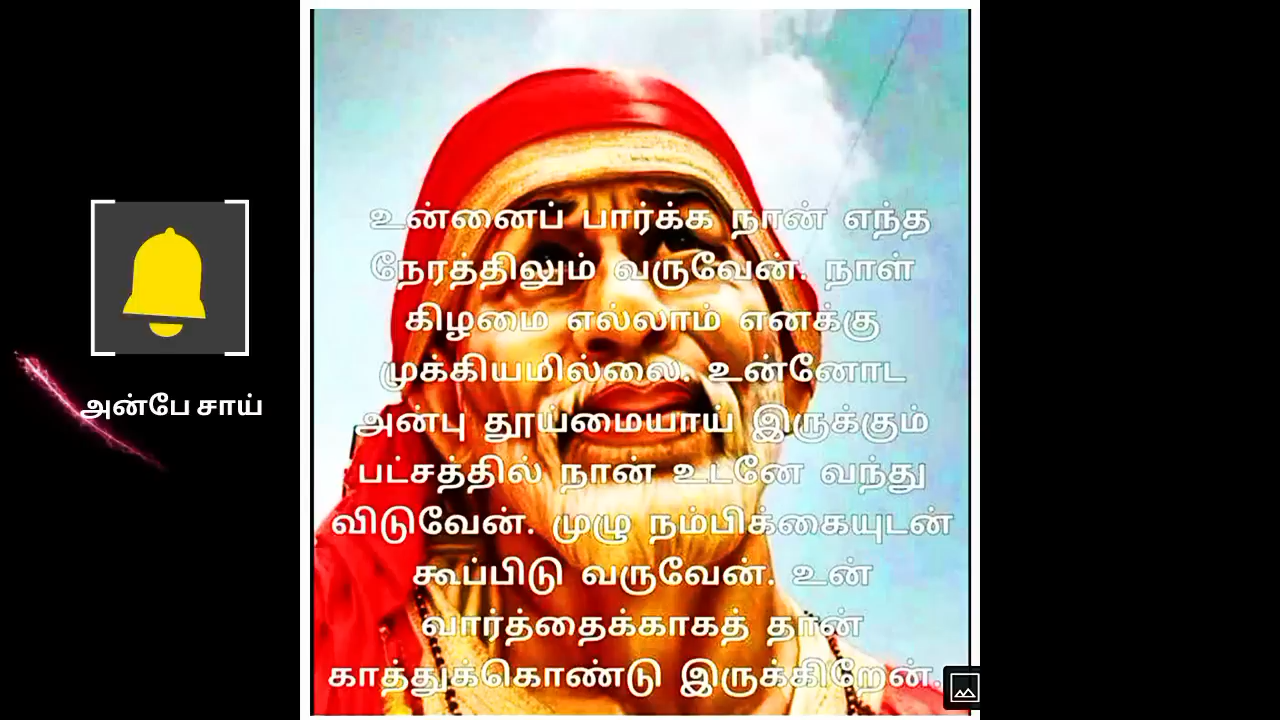 உன்னைப் பார்க்க நான் எந்த
நேரத்திலும் வருவேன். நாள்
கிழமை எல்லாம் எனக்கு
முக்கியமில்லை. உன்னோட
அன்பு தூய்மையாய் இருக்கும்
பட்சத்தில் நான் உடனே வந்து
விடுவேன். முழு நம்பிக்கையுடன்
கூப்பிடு வருவேன். உன்
வார்த்தைக்காகத் தான்
காத்துக்கொண்டு இருக்கிறேன்.
அன்பே சாய்